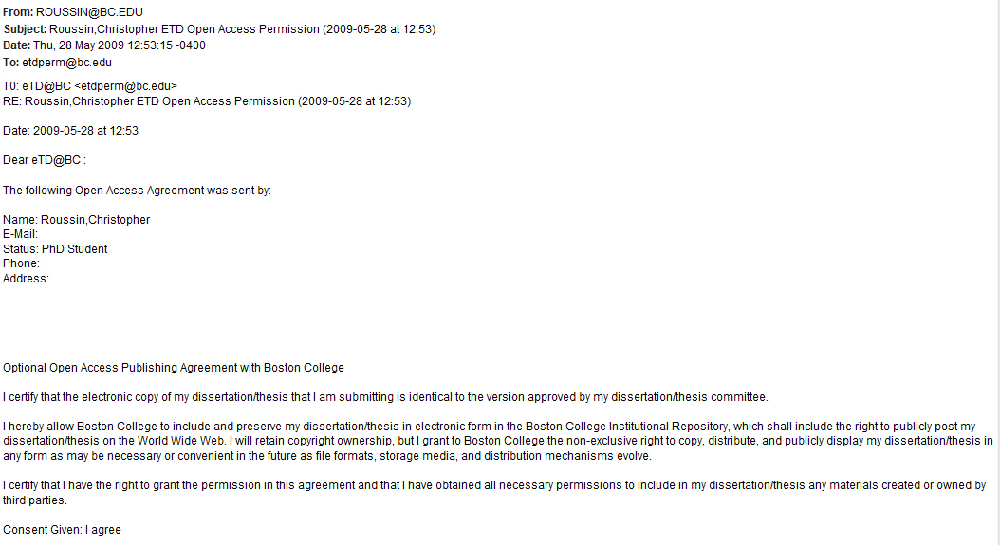 From: ROUSSIN@BC.EDU
Subject: Roussin,Christopher ETD Open Access Permission (2009-05-28 at 12:53)
Date: Thu, 28 May 2009 12:53:15 -0400
To: etdperm@bc.edu
T0: eTD@BC <etdperm@bc.edu>
RE: Roussin,Christopher ETD Open Access Permission (2009-05-28 at 12:53)
Date: 2009-05-28 at 12:53
Dear eTD@BC :
The following Open Access Agreement was sent by:
Name: Roussin,Christopher
E-Mail:
Status: PhD Student
Phone:
Address:
Optional Open Access Publishing Agreement with Boston College
I certify that the electronic copy of my dissertation/thesis that I am submitting is identical to the version approved by my dissertation/thesis committee.
I hereby allow Boston College to include and preserve my dissertation/thesis in electronic form in the Boston College Institutional Repository, which shall include the right to publicly post my
dissertation/thesis on the World Wide Web. I will retain copyright ownership, but I grant to Boston College the non-exclusive right to copy, distribute, and publicly display my dissertation/thesis in
any form as may be necessary or convenient in the future as file formats, storage media, and distribution mechanisms evolve.
I certify that I have the right to grant the permission in this agreement and that I have obtained all necessary permissions to include in my dissertation/thesis any materials created or owned by
third parties.
Consent Given: I agree